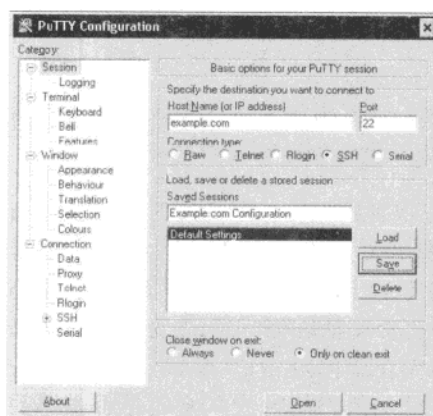 PuTTY Configuration
Category:
Session
Logging
Terminal
Keyboard
Bell
Features
Window
Appearance
Behaviour
Translation
Selection
Colours
Connection
Data
Proxy
Telnet
Rlogin
SSH
Serial
Basic options for your PuTTY session
Specify the destination you want to connect to
Host Name (or IP address) Port
example.com 22
Connection type:
Raw Telnet Rlogin SSH Serial
Load, save or delete a stored session
Saved Sessions
Example.com Configuration
Default Settings
Load
Save
Delete
Close window on exit:
Always Never Only on clean exit
About Open Cancel